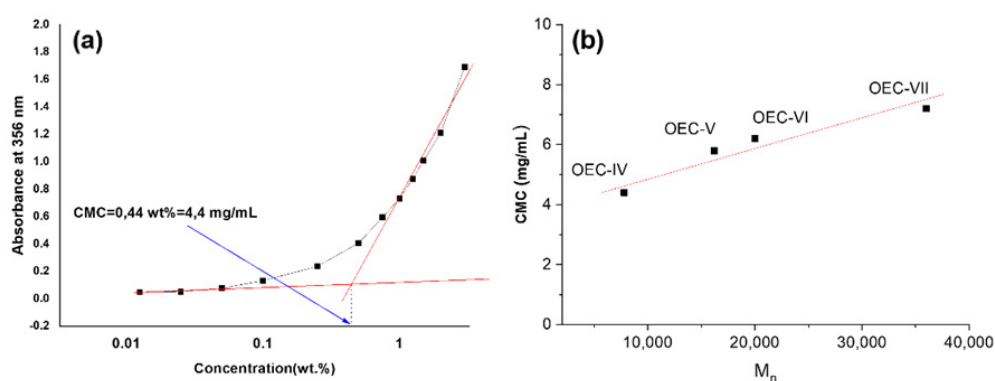 (a)
2.0
1.8
1.6
1.4
1.2
1.0
0.8
0.6
0.4
0.2
0.0
-0.2
Absorbance at 356 nm
CMC=0,44 wt%=4,4 mg/mL
0.01 0.1 1
Concentration(wt.%)
(b)
10
8
6
4
2
0
CMC (mg/mL)
OEC-IV
OEC-V
OEC-VI
OEC-VII
10,000 20,000 30,000 40,000
Mn